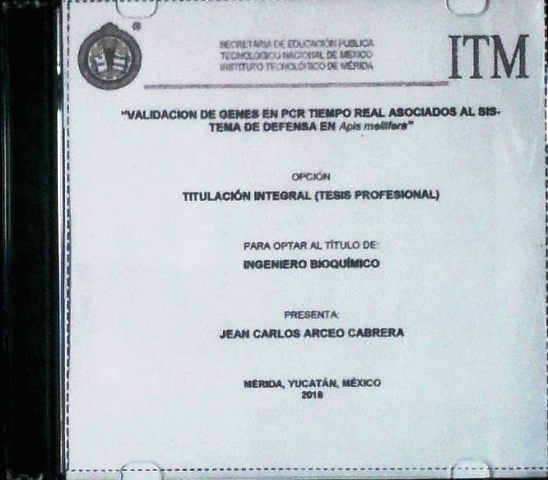 SECRETARIA DE EDUCACIÓN PÚBLICA
TECNOLÓGICO NACIONAL DE MÉXICO
INSTITUTO TECNOLÓGICO DE MÉRIDA
ITM
®
"VALIDACION DE GENES EN PCR TIEMPO REAL ASOCIADOS AL SIS-
TEMA DE DEFENSA EN Apis mellifera"
OPCIÓN
TITULACIÓN INTEGRAL (TESIS PROFESIONAL)
PARA OPTAR AL TÍTULO DE:
INGENIERO BIOQUÍMICO
PRESENTA:
JEAN CARLOS ARCEO CABRERA
MÉRIDA, YUCATÁN, MÉXICO